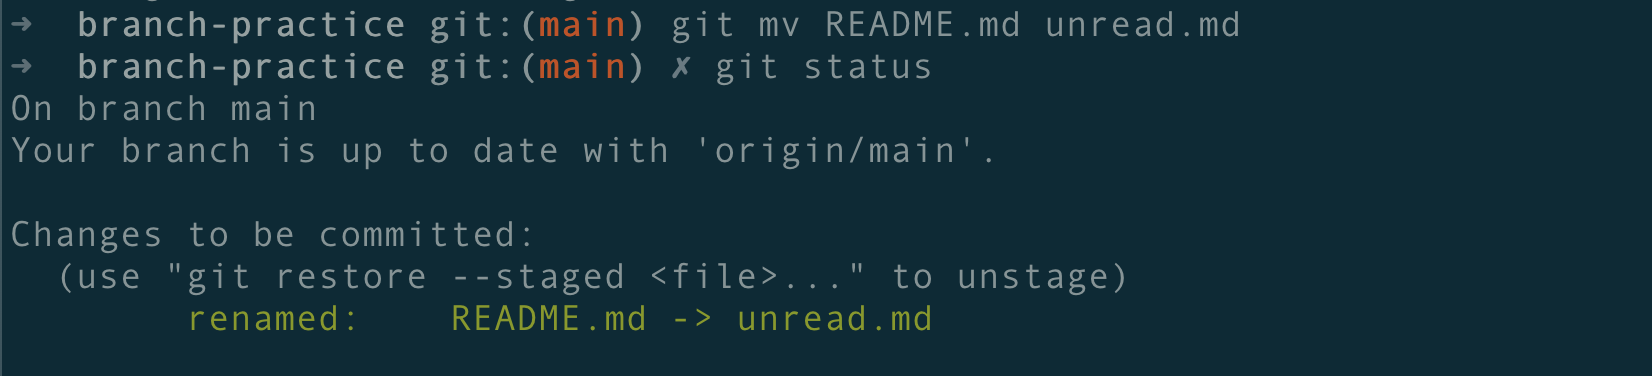 ➜  branch-practice git:(main) git mv README.md unread.md
➜  branch-practice git:(main) ✗ git status
On branch main
Your branch is up to date with 'origin/main'.

Changes to be committed:
  (use "git restore --staged <file>..." to unstage)
        renamed:    README.md -> unread.md